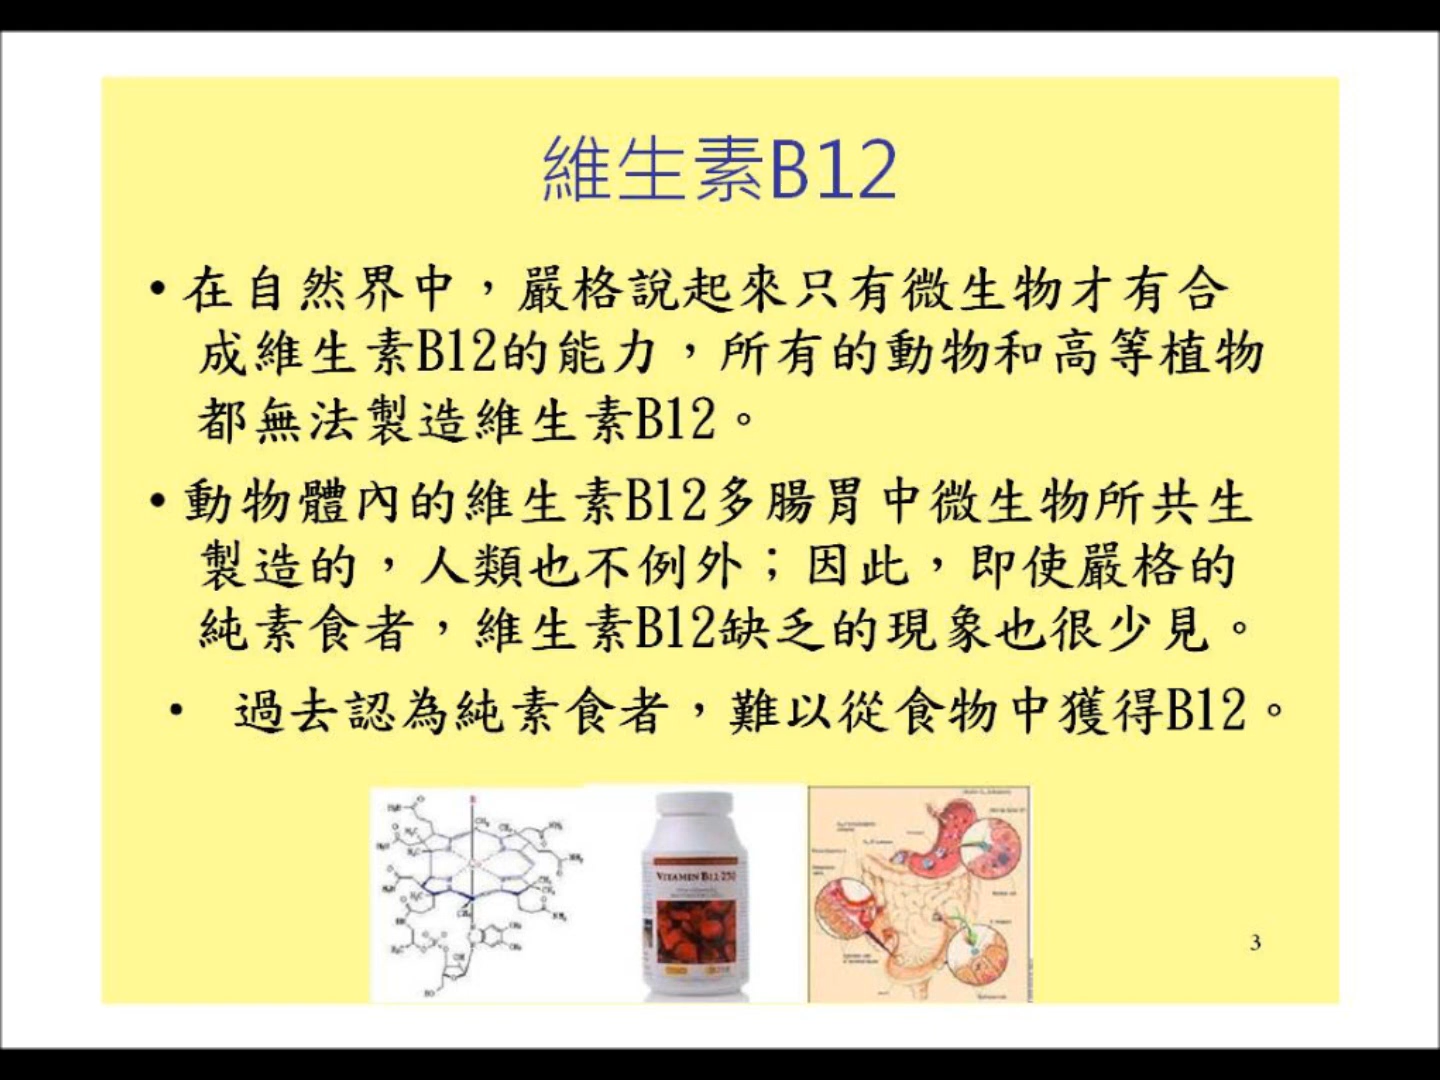 維生素B12
•在自然界中，嚴格說起來只有微生物才有合
成維生素B12的能力，所有的動物和高等植物
都無法製造維生素B12。
•動物體內的維生素B12多腸胃中微生物所共生
製造的，人類也不例外；因此，即使嚴格的
純素食者，維生素B12缺乏的現象也很少見。
• 過去認為純素食者，難以從食物中獲得B12。
VITAMIN B12 250
3